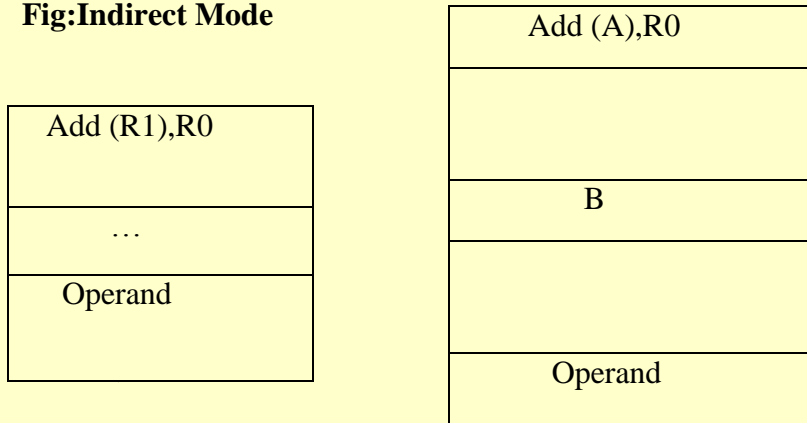 Fig:Indirect Mode
Add (R1),R0
…
Operand
Add (A),R0
B
Operand